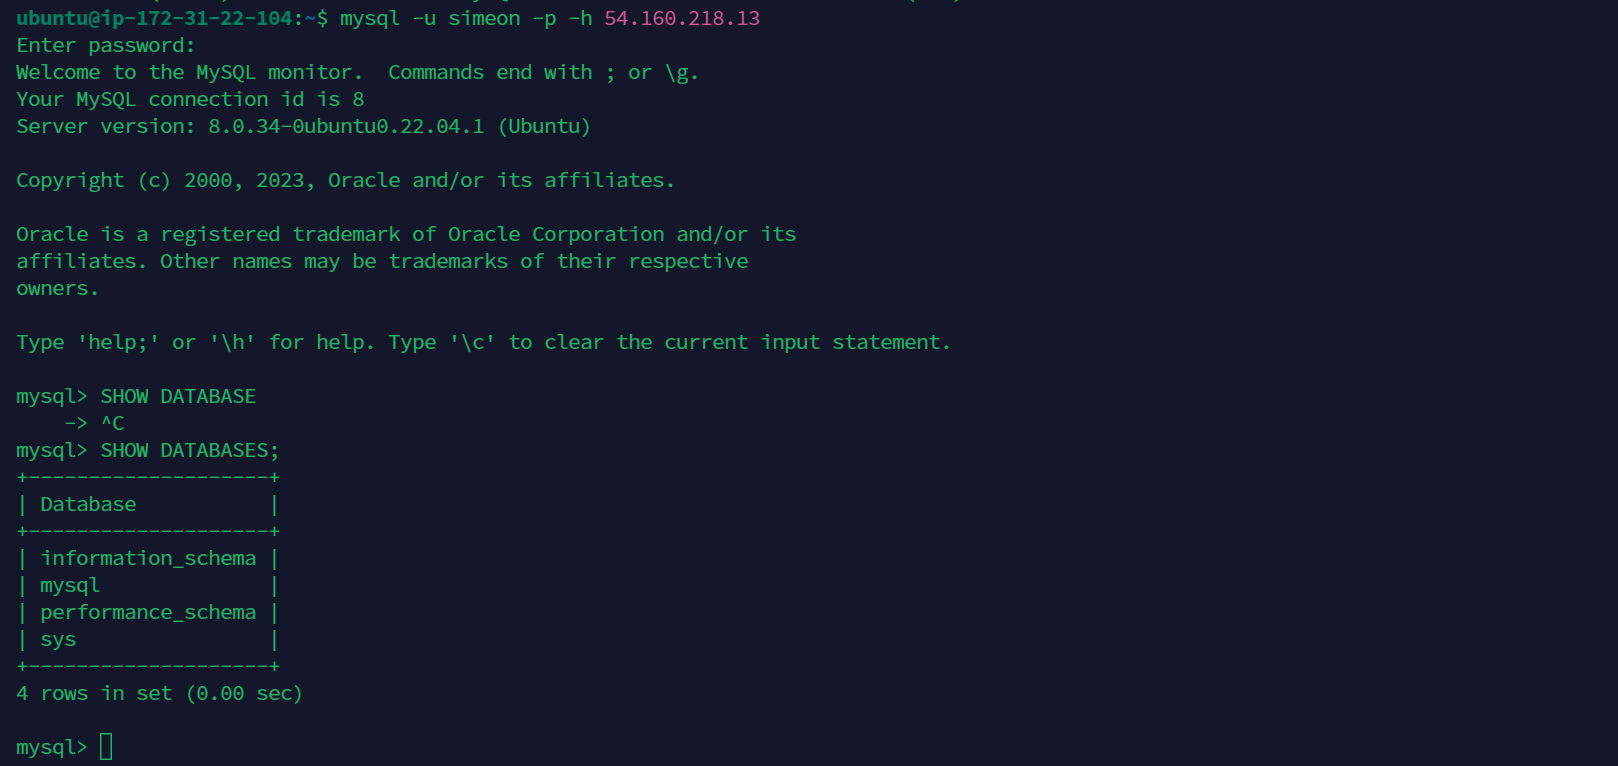 ubuntu@ip-172-31-22-104:~$ mysql -u simeon -p -h 54.160.218.13
Enter password:
Welcome to the MySQL monitor.  Commands end with ; or \g.
Your MySQL connection id is 8
Server version: 8.0.34-0ubuntu0.22.04.1 (Ubuntu)

Copyright (c) 2000, 2023, Oracle and/or its affiliates.

Oracle is a registered trademark of Oracle Corporation and/or its
affiliates. Other names may be trademarks of their respective
owners.

Type 'help;' or '\h' for help. Type '\c' to clear the current input statement.

mysql> SHOW DATABASE
    -> ^C
mysql> SHOW DATABASES;
+--------------------+
| Database           |
+--------------------+
| information_schema |
| mysql              |
| performance_schema |
| sys                |
+--------------------+
4 rows in set (0.00 sec)

mysql>